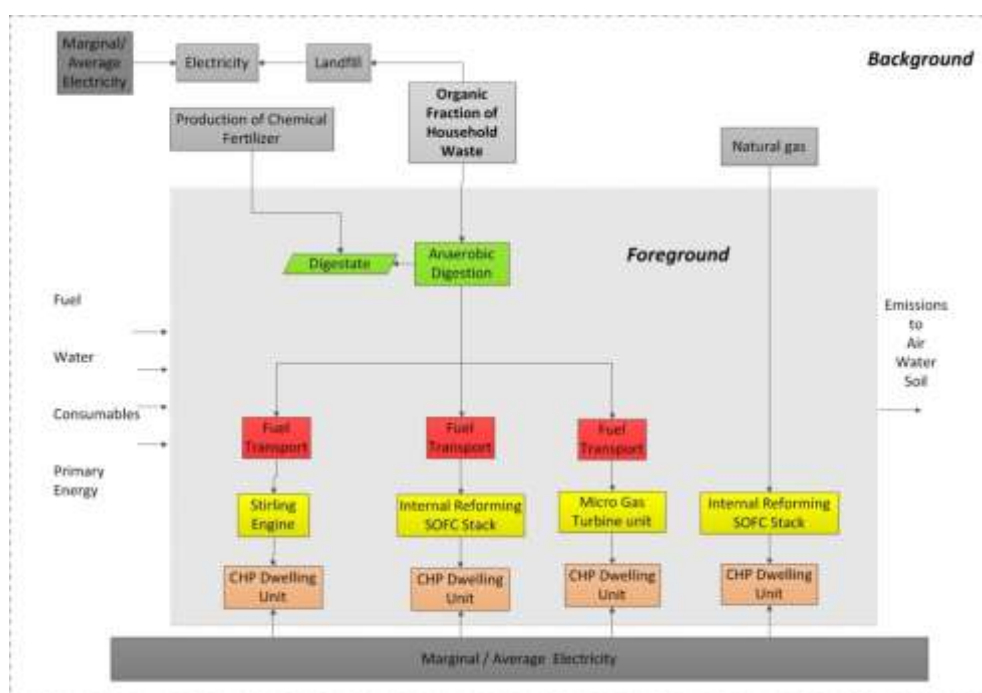 Marginal/
Average
Electricity
Electricity
Landfill
Background
Organic
Fraction of
Household
Waste
Production of Chemical
Fertilizer
Natural gas
Foreground
Digestate
Anaerobic
Digestion
Fuel
Water
Consumables
Primary
Energy
Emissions
to
Air
Water
Soil
Fuel
Transport
Fuel
Transport
Fuel
Transport
Stirling
Engine
Internal Reforming
SOFC Stack
Micro Gas
Turbine unit
Internal Reforming
SOFC Stack
CHP Dwelling
Unit
CHP Dwelling
Unit
CHP Dwelling
Unit
CHP Dwelling
Unit
Marginal / Average Electricity